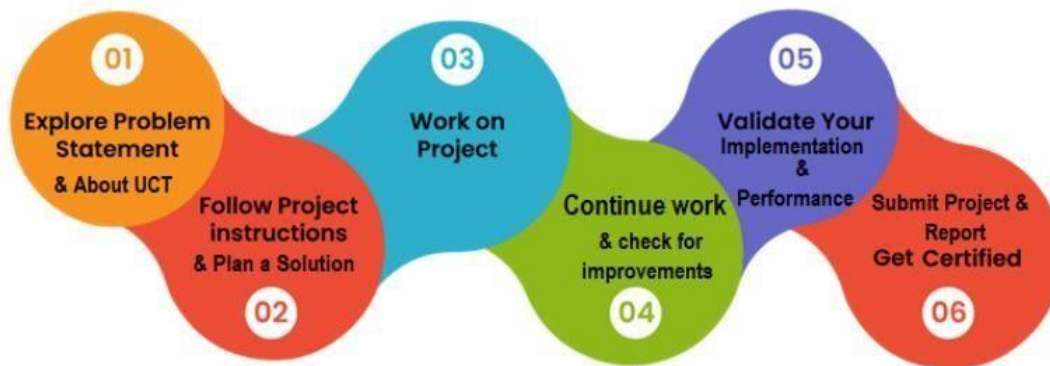 01
Explore Problem
Statement
& About UCT
Follow Project
instructions
& Plan a Solution
02
03
Work on
Project
Continue work
& check for
improvements
04
05
Validate Your
Implementation
&
Performance
Submit Project &
Report
Get Certified
06